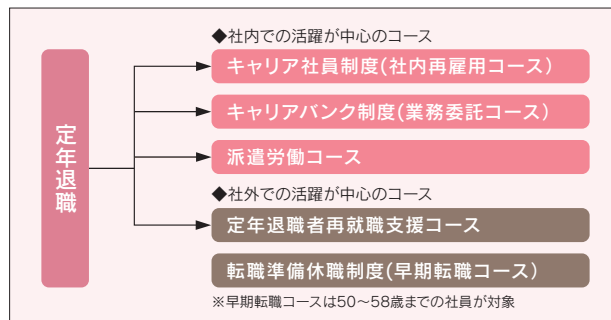 ◆社内での活躍が中心のコース
キャリア社員制度(社内再雇用コース)
キャリアバンク制度(業務委託コース)
派遣労働コース
定年退職
◆社外での活躍が中心のコース
定年退職者再就職支援コース
転職準備休職制度(早期転職コース)
※早期転職コースは50〜58歳までの社員が対象